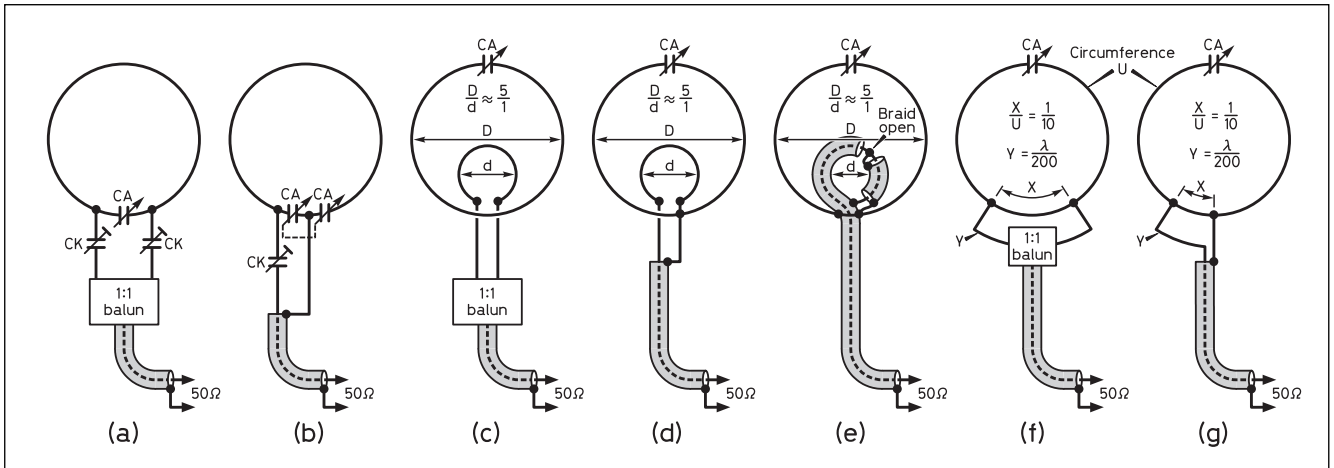 CA
CK
CK
1:1
balun
50Ω
(a)
CA CA
CK
50Ω
(b)
CA
D/d ≈ 5/1
D
d
1:1
balun
50Ω
(c)
CA
D/d ≈ 5/1
D
d
50Ω
(d)
CA
D/d ≈ 5/1
D
Braid
open
d
50Ω
(e)
CA
Circumference
U
X/U = 1/10
Y = λ/200
X
Y
1:1
balun
50Ω
(f)
CA
X/U = 1/10
Y = λ/200
X
Y
50Ω
(g)